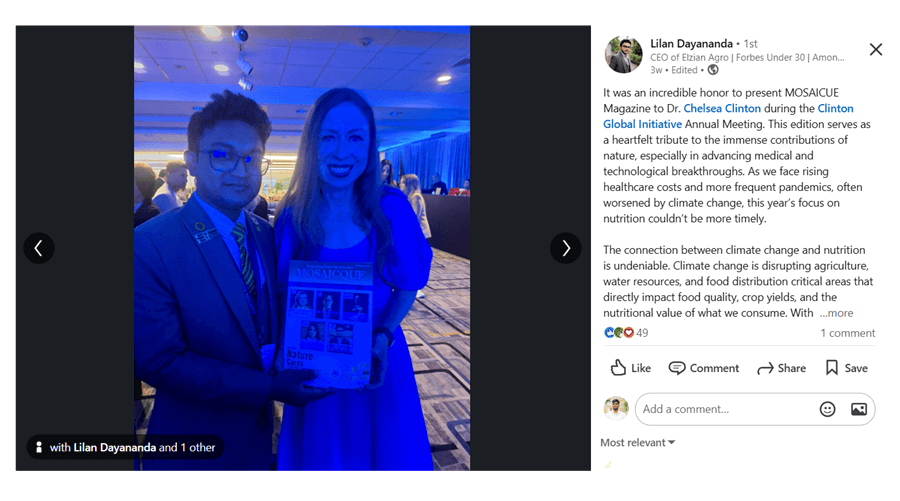 Lilan Dayananda • 1st
CEO of Elzian Agro | Forbes Under 30 | Amon...
3w • Edited •
It was an incredible honor to present MOSAICUE
Magazine to Dr. Chelsea Clinton during the Clinton
Global Initiative Annual Meeting. This edition serves as
a heartfelt tribute to the immense contributions of
nature, especially in advancing medical and
technological breakthroughs. As we face rising
healthcare costs and more frequent pandemics, often
worsened by climate change, this year's focus on
nutrition couldn't be more timely.
The connection between climate change and nutrition
is undeniable. Climate change is disrupting agriculture,
water resources, and food distribution critical areas that
directly impact food quality, crop yields, and the
nutritional value of what we consume. With ...more
49
1 comment
Like
Comment
Share
Save
Add a comment...
Most relevant
MOSAICQUE
Nature
Cures
with Lilan Dayananda and 1 other